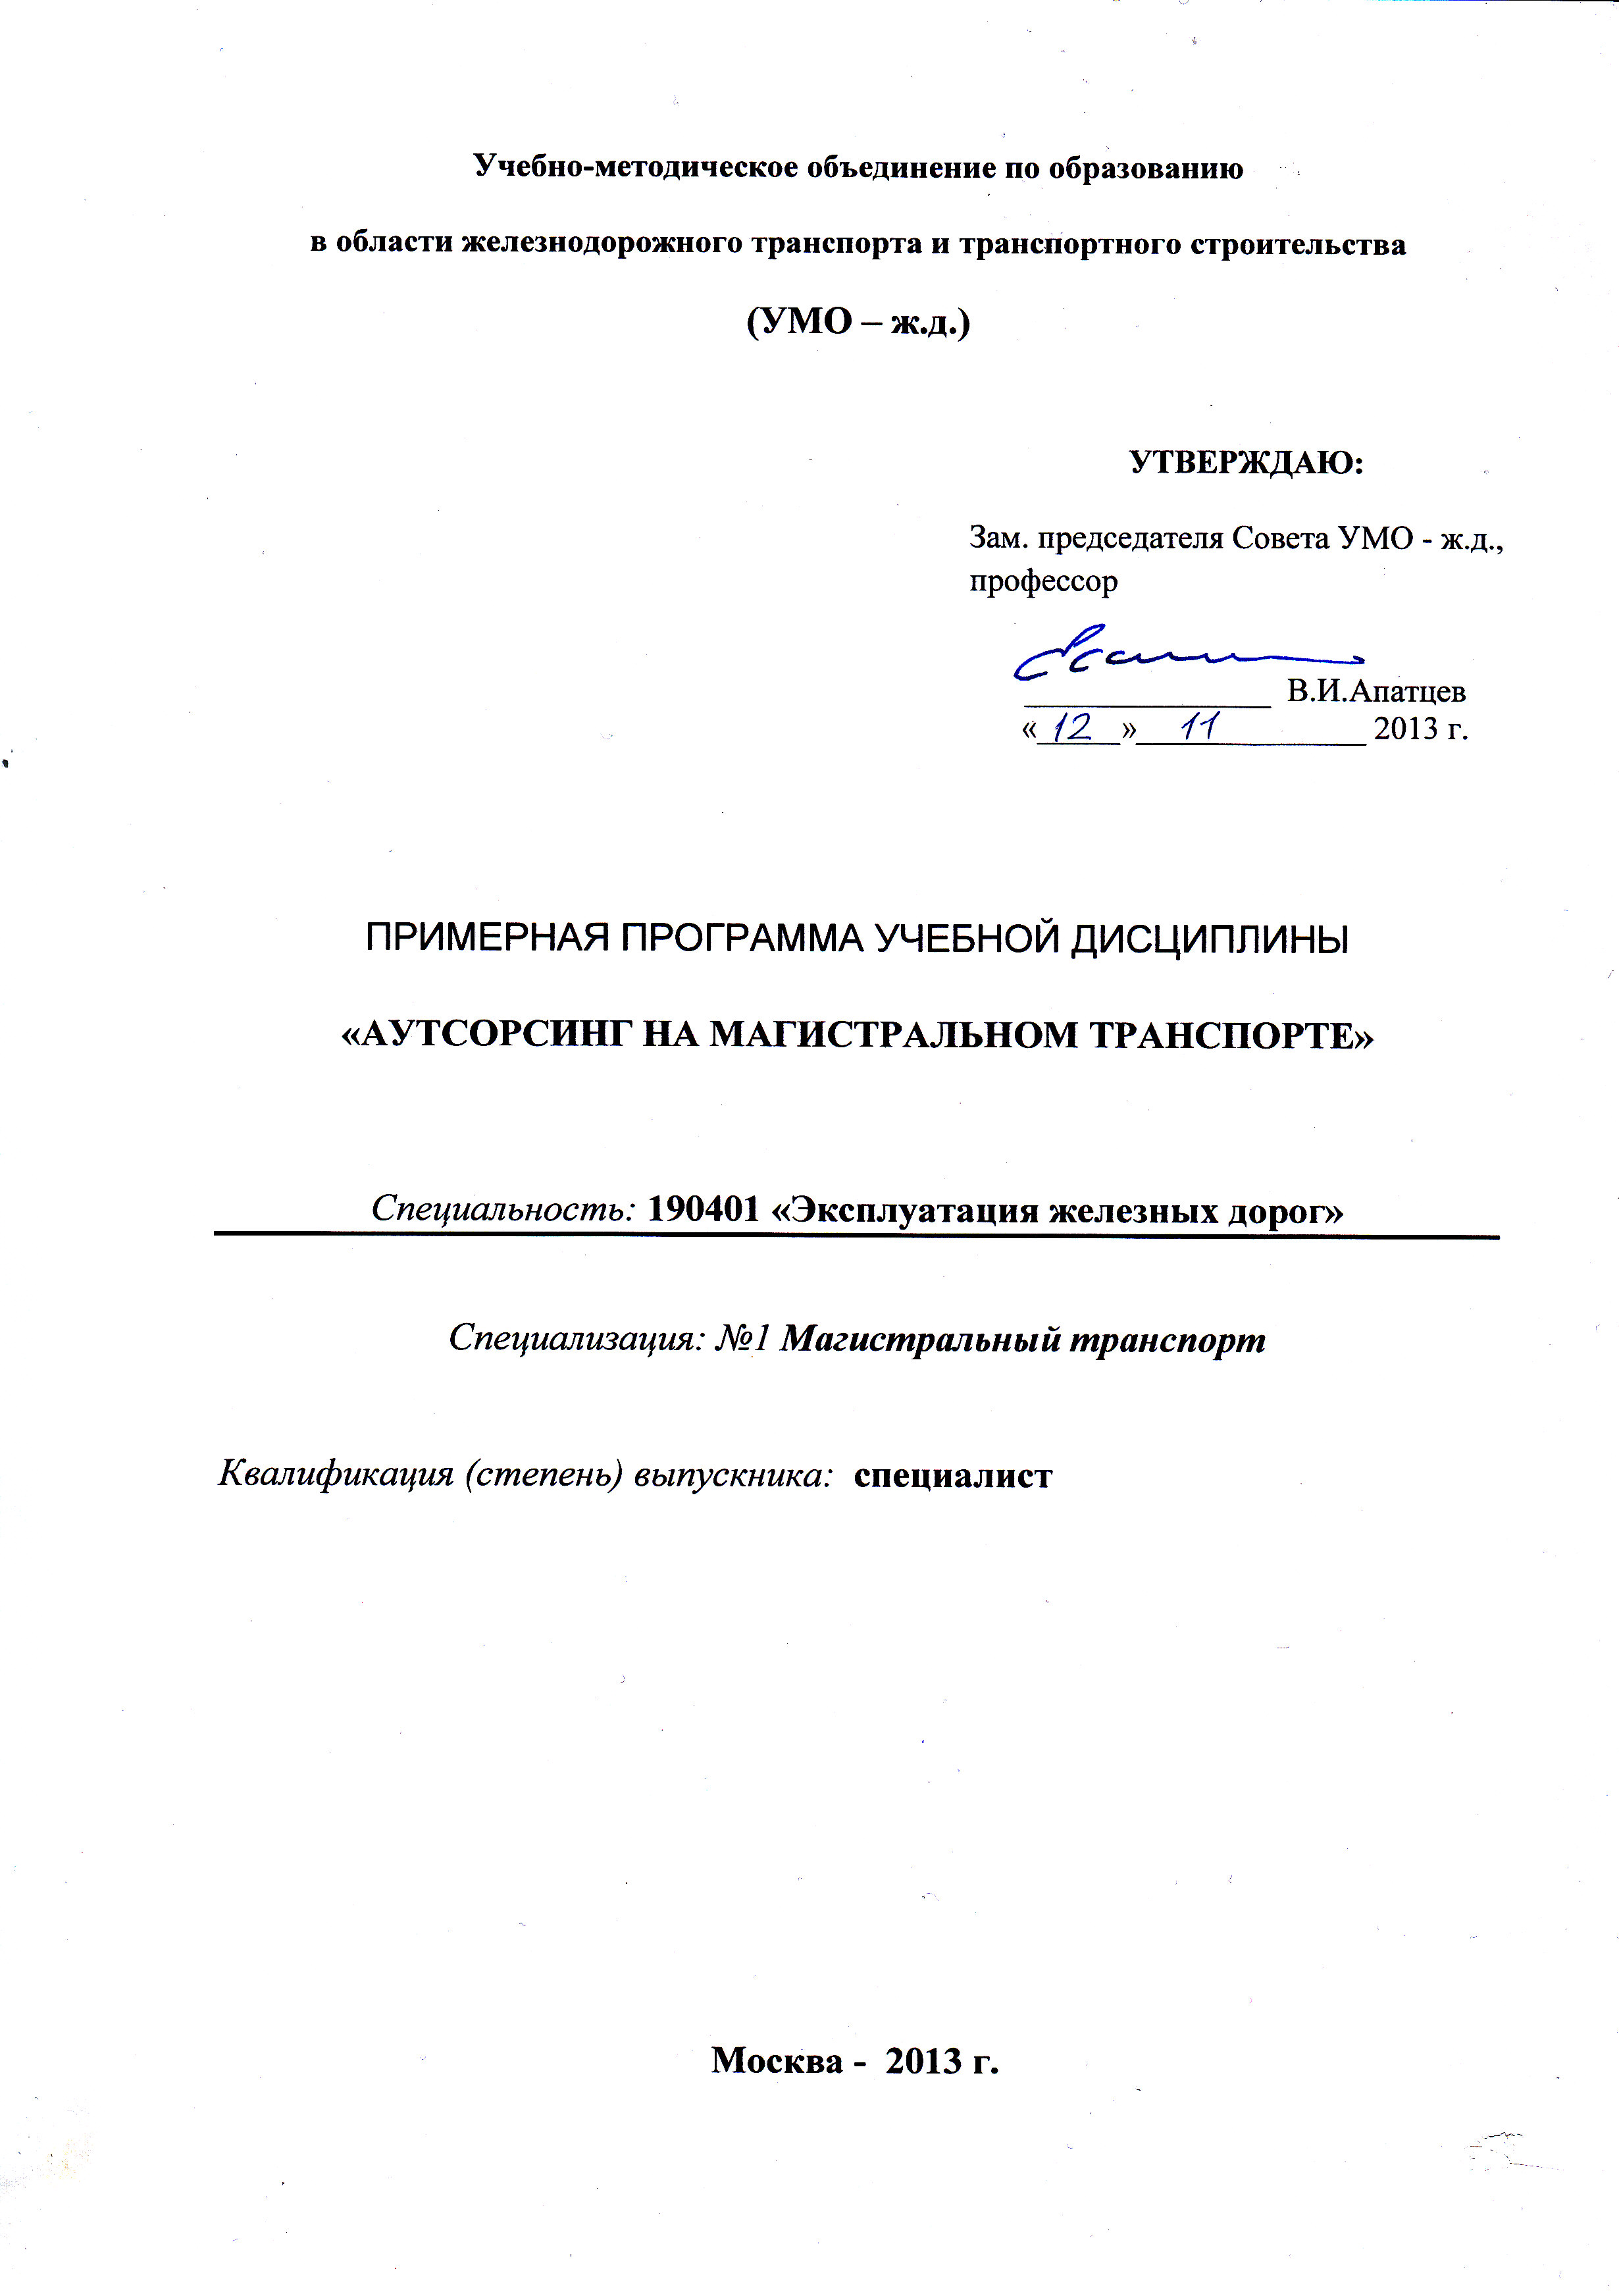 Учебно-методическое объединение по образованию
в области железнодорожного транспорта и транспортного строительства
(УМО – ж.д.)
УТВЕРЖДАЮ:
Зам. председателя Совета УМО - ж.д.,
профессор
В.И.Апатцев
«12» 11 2013 г.
ПРИМЕРНАЯ ПРОГРАММА УЧЕБНОЙ ДИСЦИПЛИНЫ
«АУТСОРСИНГ НА МАГИСТРАЛЬНОМ ТРАНСПОРТЕ»
Специальность: 190401 «Эксплуатация железных дорог»
Специализация: №1 Магистральный транспорт
Квалификация (степень) выпускника: специалист
Москва - 2013 г.